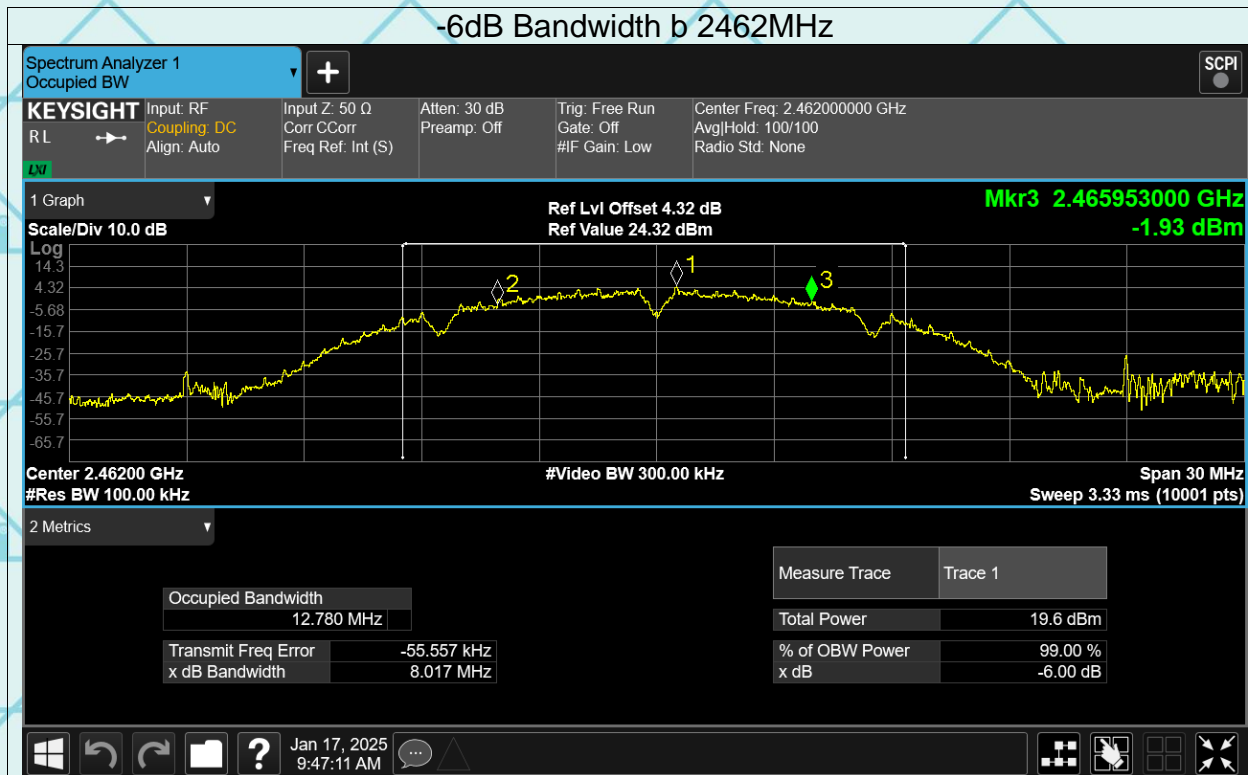 -6dB Bandwidth b 2462MHz
Spectrum Analyzer 1
Occupied BW
+
SCPI
KEYSIGHT
R L
LXI
Input: RF
Coupling: DC
Align: Auto
Input Z: 50 Ω
Corr CCorr
Freq Ref: Int (S)
Atten: 30 dB
Preamp: Off
Trig: Free Run
Gate: Off
#IF Gain: Low
Center Freq: 2.462000000 GHz
Avg|Hold: 100/100
Radio Std: None
1 Graph
Scale/Div 10.0 dB
Ref Lvl Offset 4.32 dB
Ref Value 24.32 dBm
Mkr3 2.465953000 GHz
-1.93 dBm
Log
14.3
4.32
-5.68
-15.7
-25.7
-35.7
-45.7
-55.7
-65.7
2
1
3
Center 2.46200 GHz
#Video BW 300.00 kHz
Span 30 MHz
#Res BW 100.00 kHz
Sweep 3.33 ms (10001 pts)
2 Metrics
Occupied Bandwidth
12.780 MHz
Transmit Freq Error -55.557 kHz
x dB Bandwidth 8.017 MHz
Measure Trace Trace 1
Total Power 19.6 dBm
% of OBW Power 99.00 %
x dB -6.00 dB
?
Jan 17, 2025
9:47:11 AM